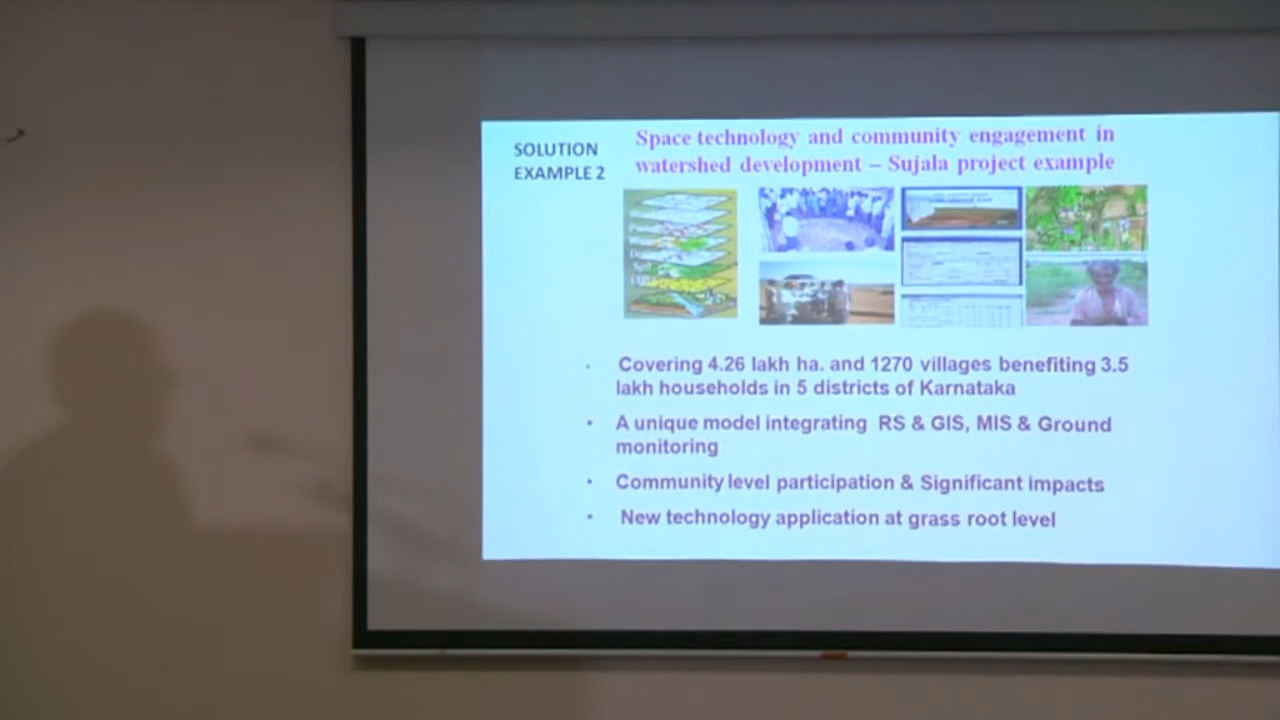 SOLUTION
EXAMPLE 2
Space technology and community engagement in
watershed development – Sujala project example
Covering 4.26 lakh ha. and 1270 villages benefiting 3.5
lakh households in 5 districts of Karnataka
A unique model integrating RS & GIS, MIS & Ground
monitoring
Community level participation & Significant impacts
New technology application at grass root level